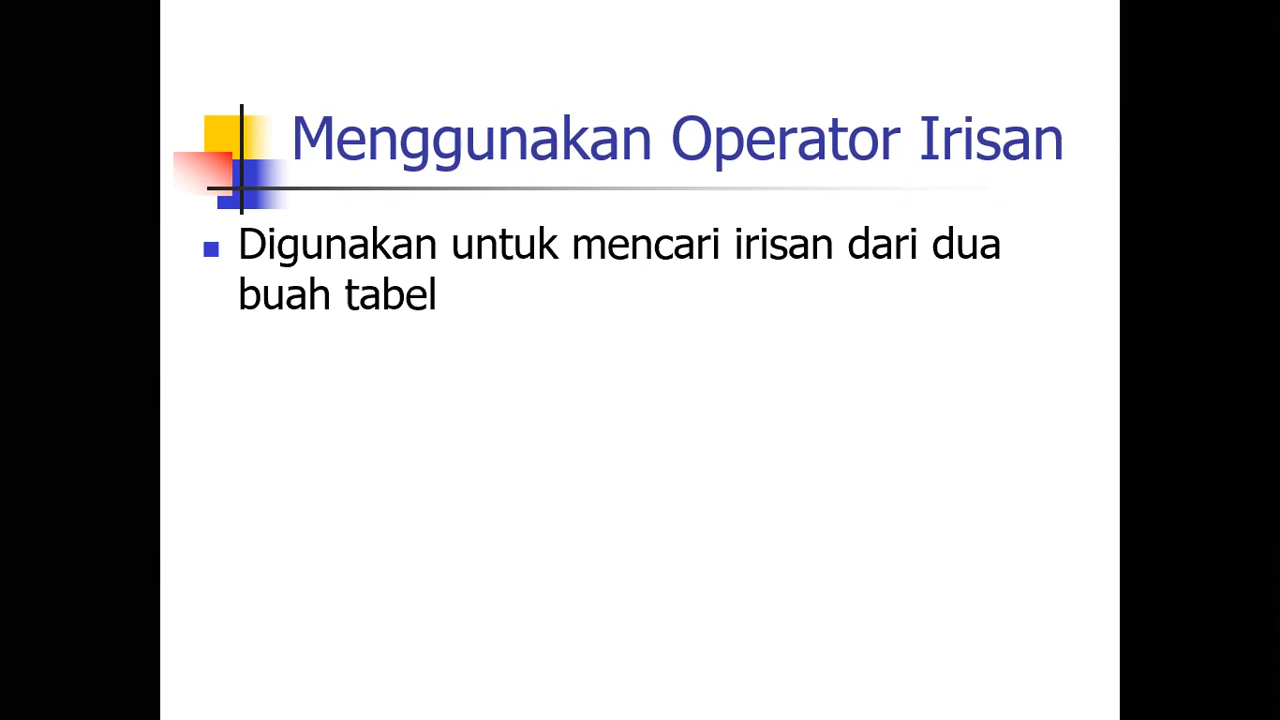 Menggunakan Operator Irisan
Digunakan untuk mencari irisan dari dua
buah tabel